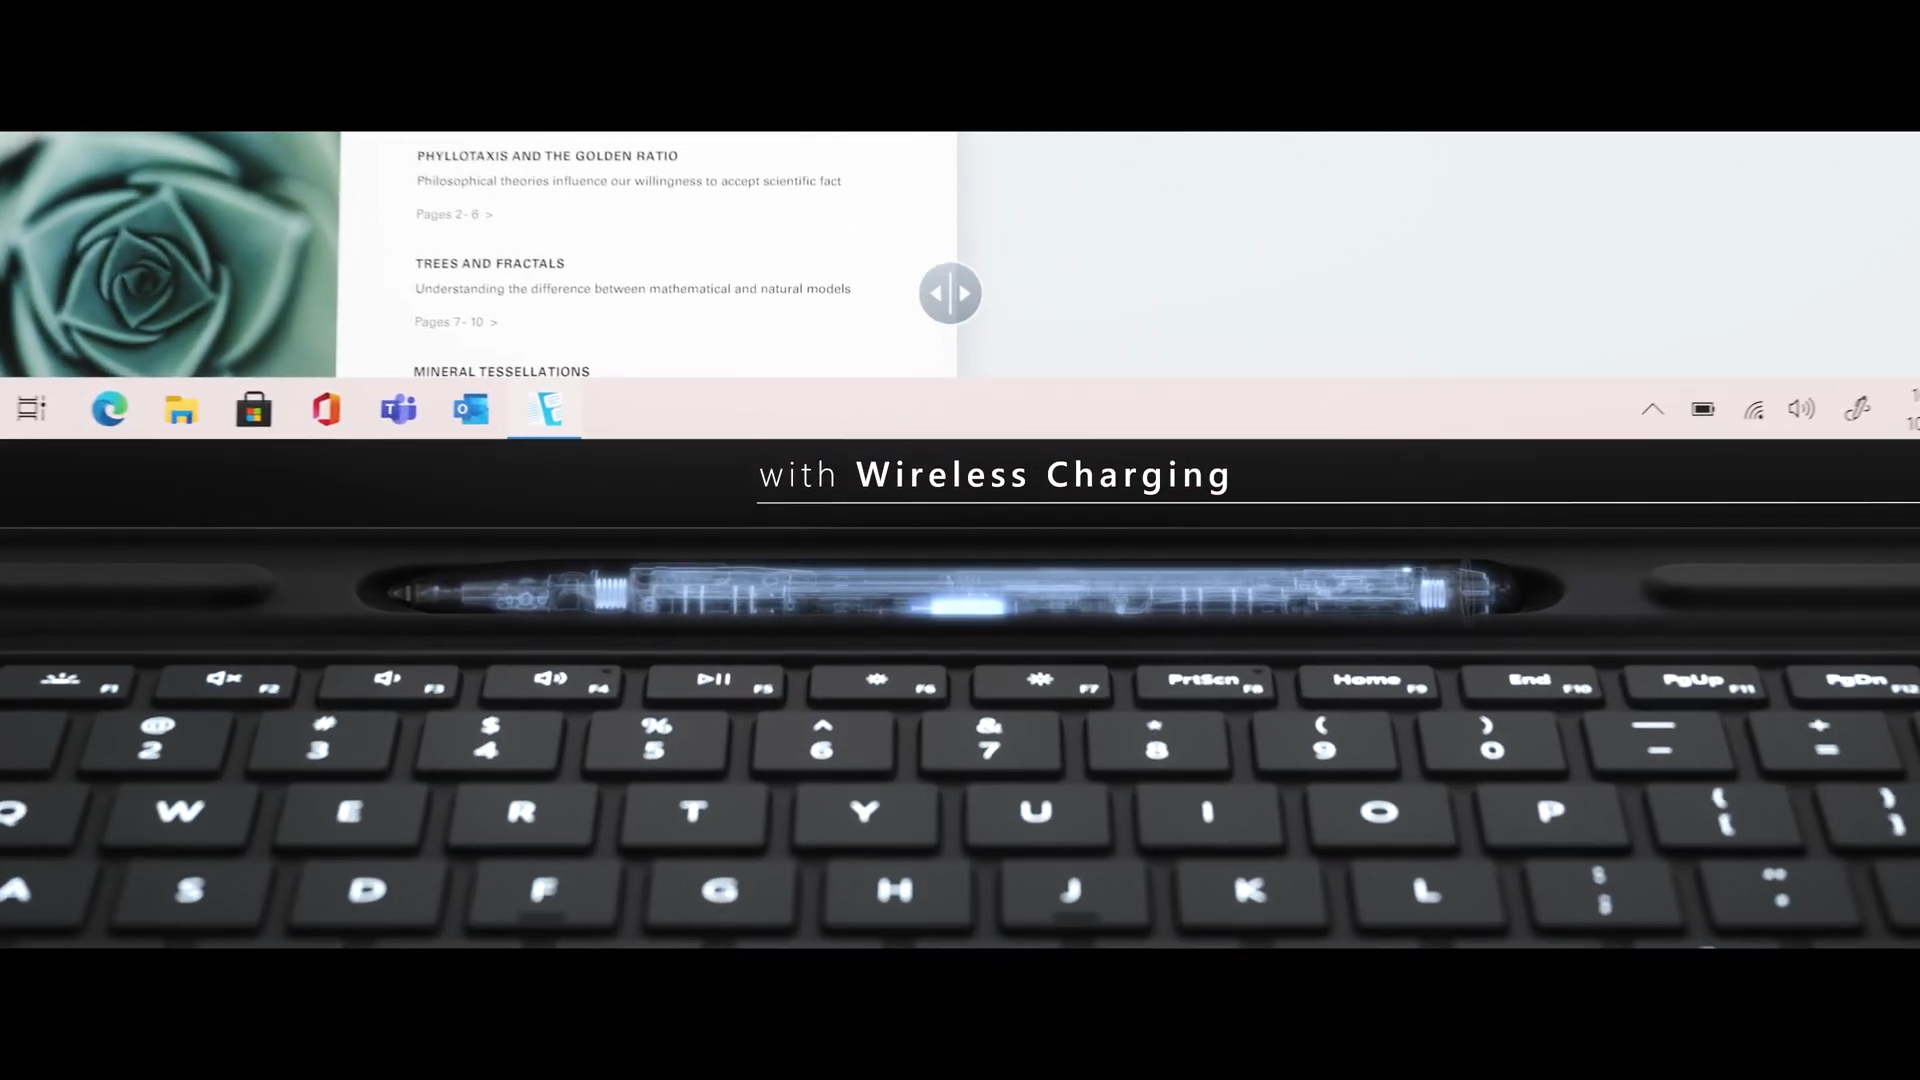 PHYLLOTAXIS AND THE GOLDEN RATIO
Philosophical theories influence our willingness to accept scientific fact
Pages 2- 6 >
TREES AND FRACTALS
Understanding the difference between mathematical and natural models
Pages 7- 10 >
MINERAL TESSELLATIONS
with Wireless Charging
F1 F2 F3 F4 F5 F6 F7 PrtScn F8 Home F9 End F10 PgUp F11 PgDn F12
@ # $ % ^ & * ( ) — +
2 3 4 5 6 7 8 9 0 - =
Q W E R T Y U I O P { }
A S D F G H J K L